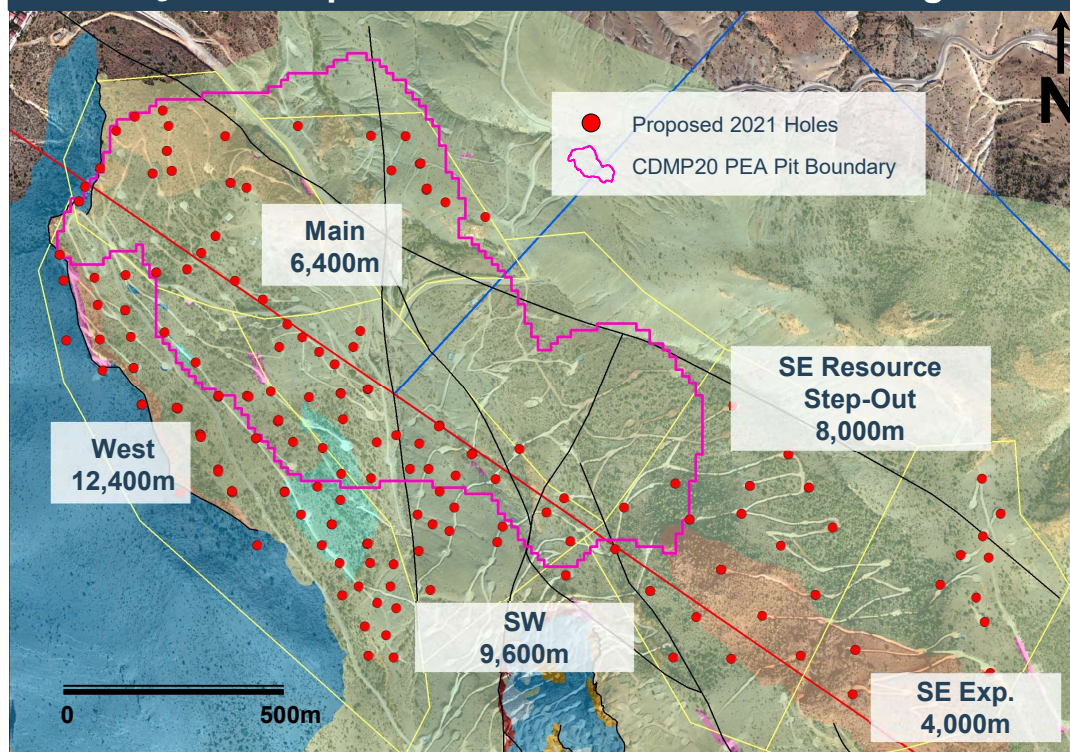 N
Proposed 2021 Holes
CDMP20 PEA Pit Boundary
Main
6,400m
SE Resource
Step-Out
8,000m
West
12,400m
SW
9,600m
SE Exp.
4,000m
0
500m